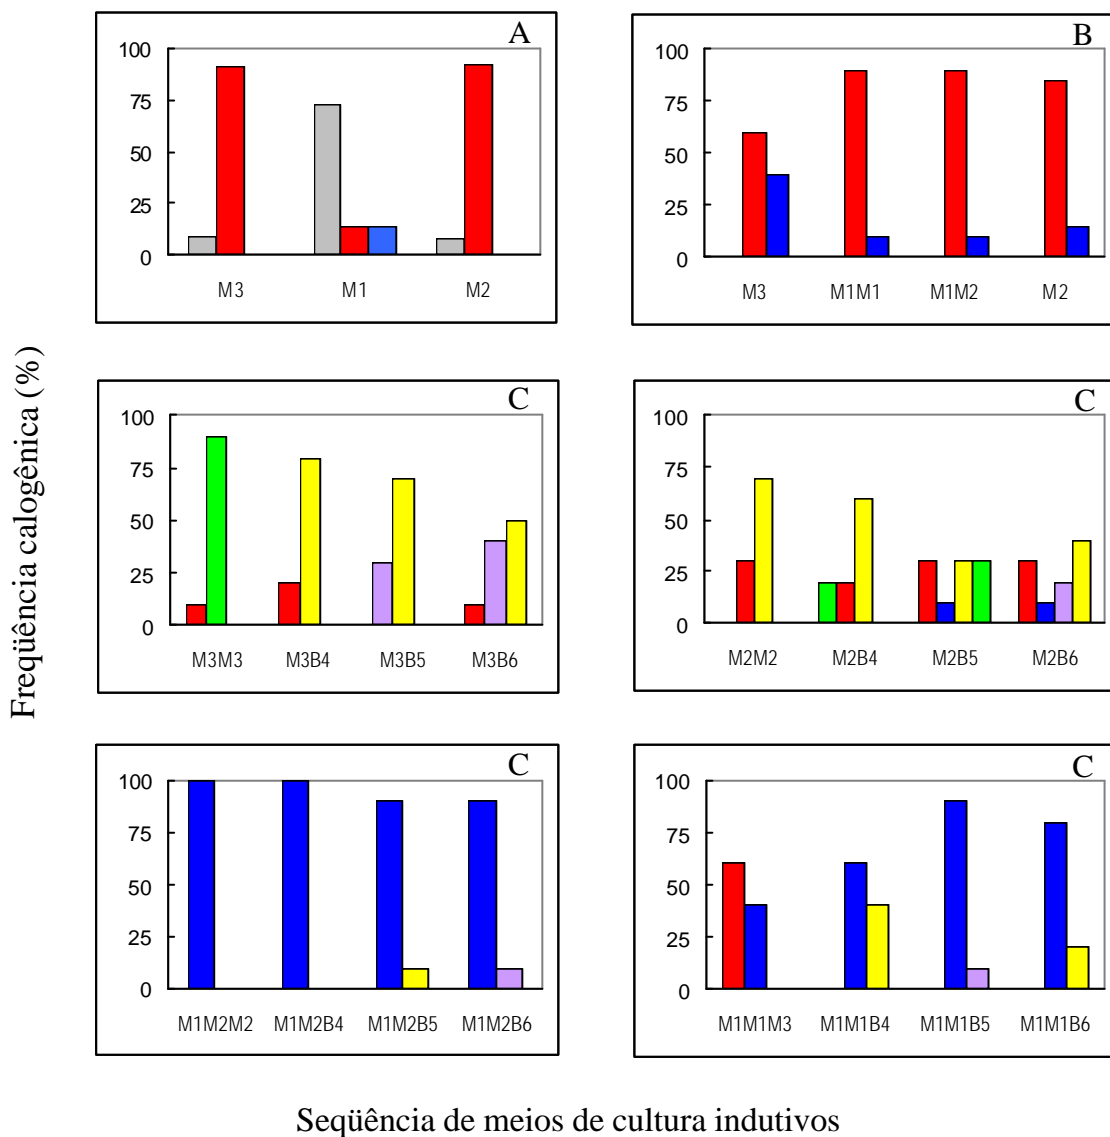 Freqüência calogênica (%)
A
100
75
50
25
0
M3 M1 M2
B
100
75
50
25
0
M3 M1M1 M1M2 M2
C
100
75
50
25
0
M3M3 M3B4 M3B5 M3B6
C
100
75
50
25
0
M2M2 M2B4 M2B5 M2B6
C
100
75
50
25
0
M1M2M2 M1M2B4 M1M2B5 M1M2B6
C
100
75
50
25
0
M1M1M3 M1M1B4 M1M1B5 M1M1B6
Seqüência de meios de cultura indutivos